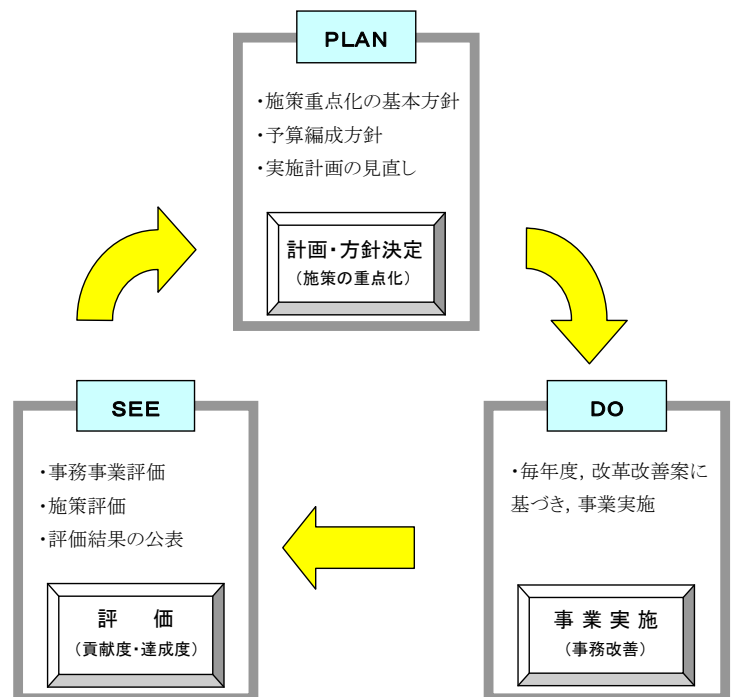 PLAN
・施策重点化の基本方針
・予算編成方針
・実施計画の見直し
計画・方針決定
（施策の重点化）
SEE
・事務事業評価
・施策評価
・評価結果の公表
評　価
（貢献度・達成度）
DO
・毎年度，改革改善案に
基づき，事業実施
事 業 実 施
（事務改善）